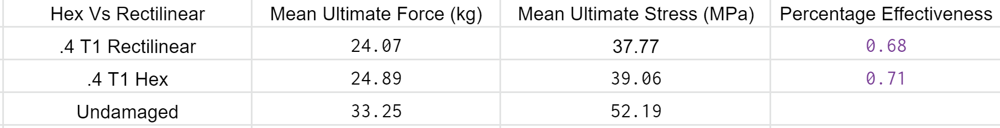 Hex Vs Rectilinear Mean Ultimate Force (kg) Mean Ultimate Stress (MPa) Percentage Effectiveness
.4 T1 Rectilinear 24.07 37.77 0.68
.4 T1 Hex 24.89 39.06 0.71
Undamaged 33.25 52.19